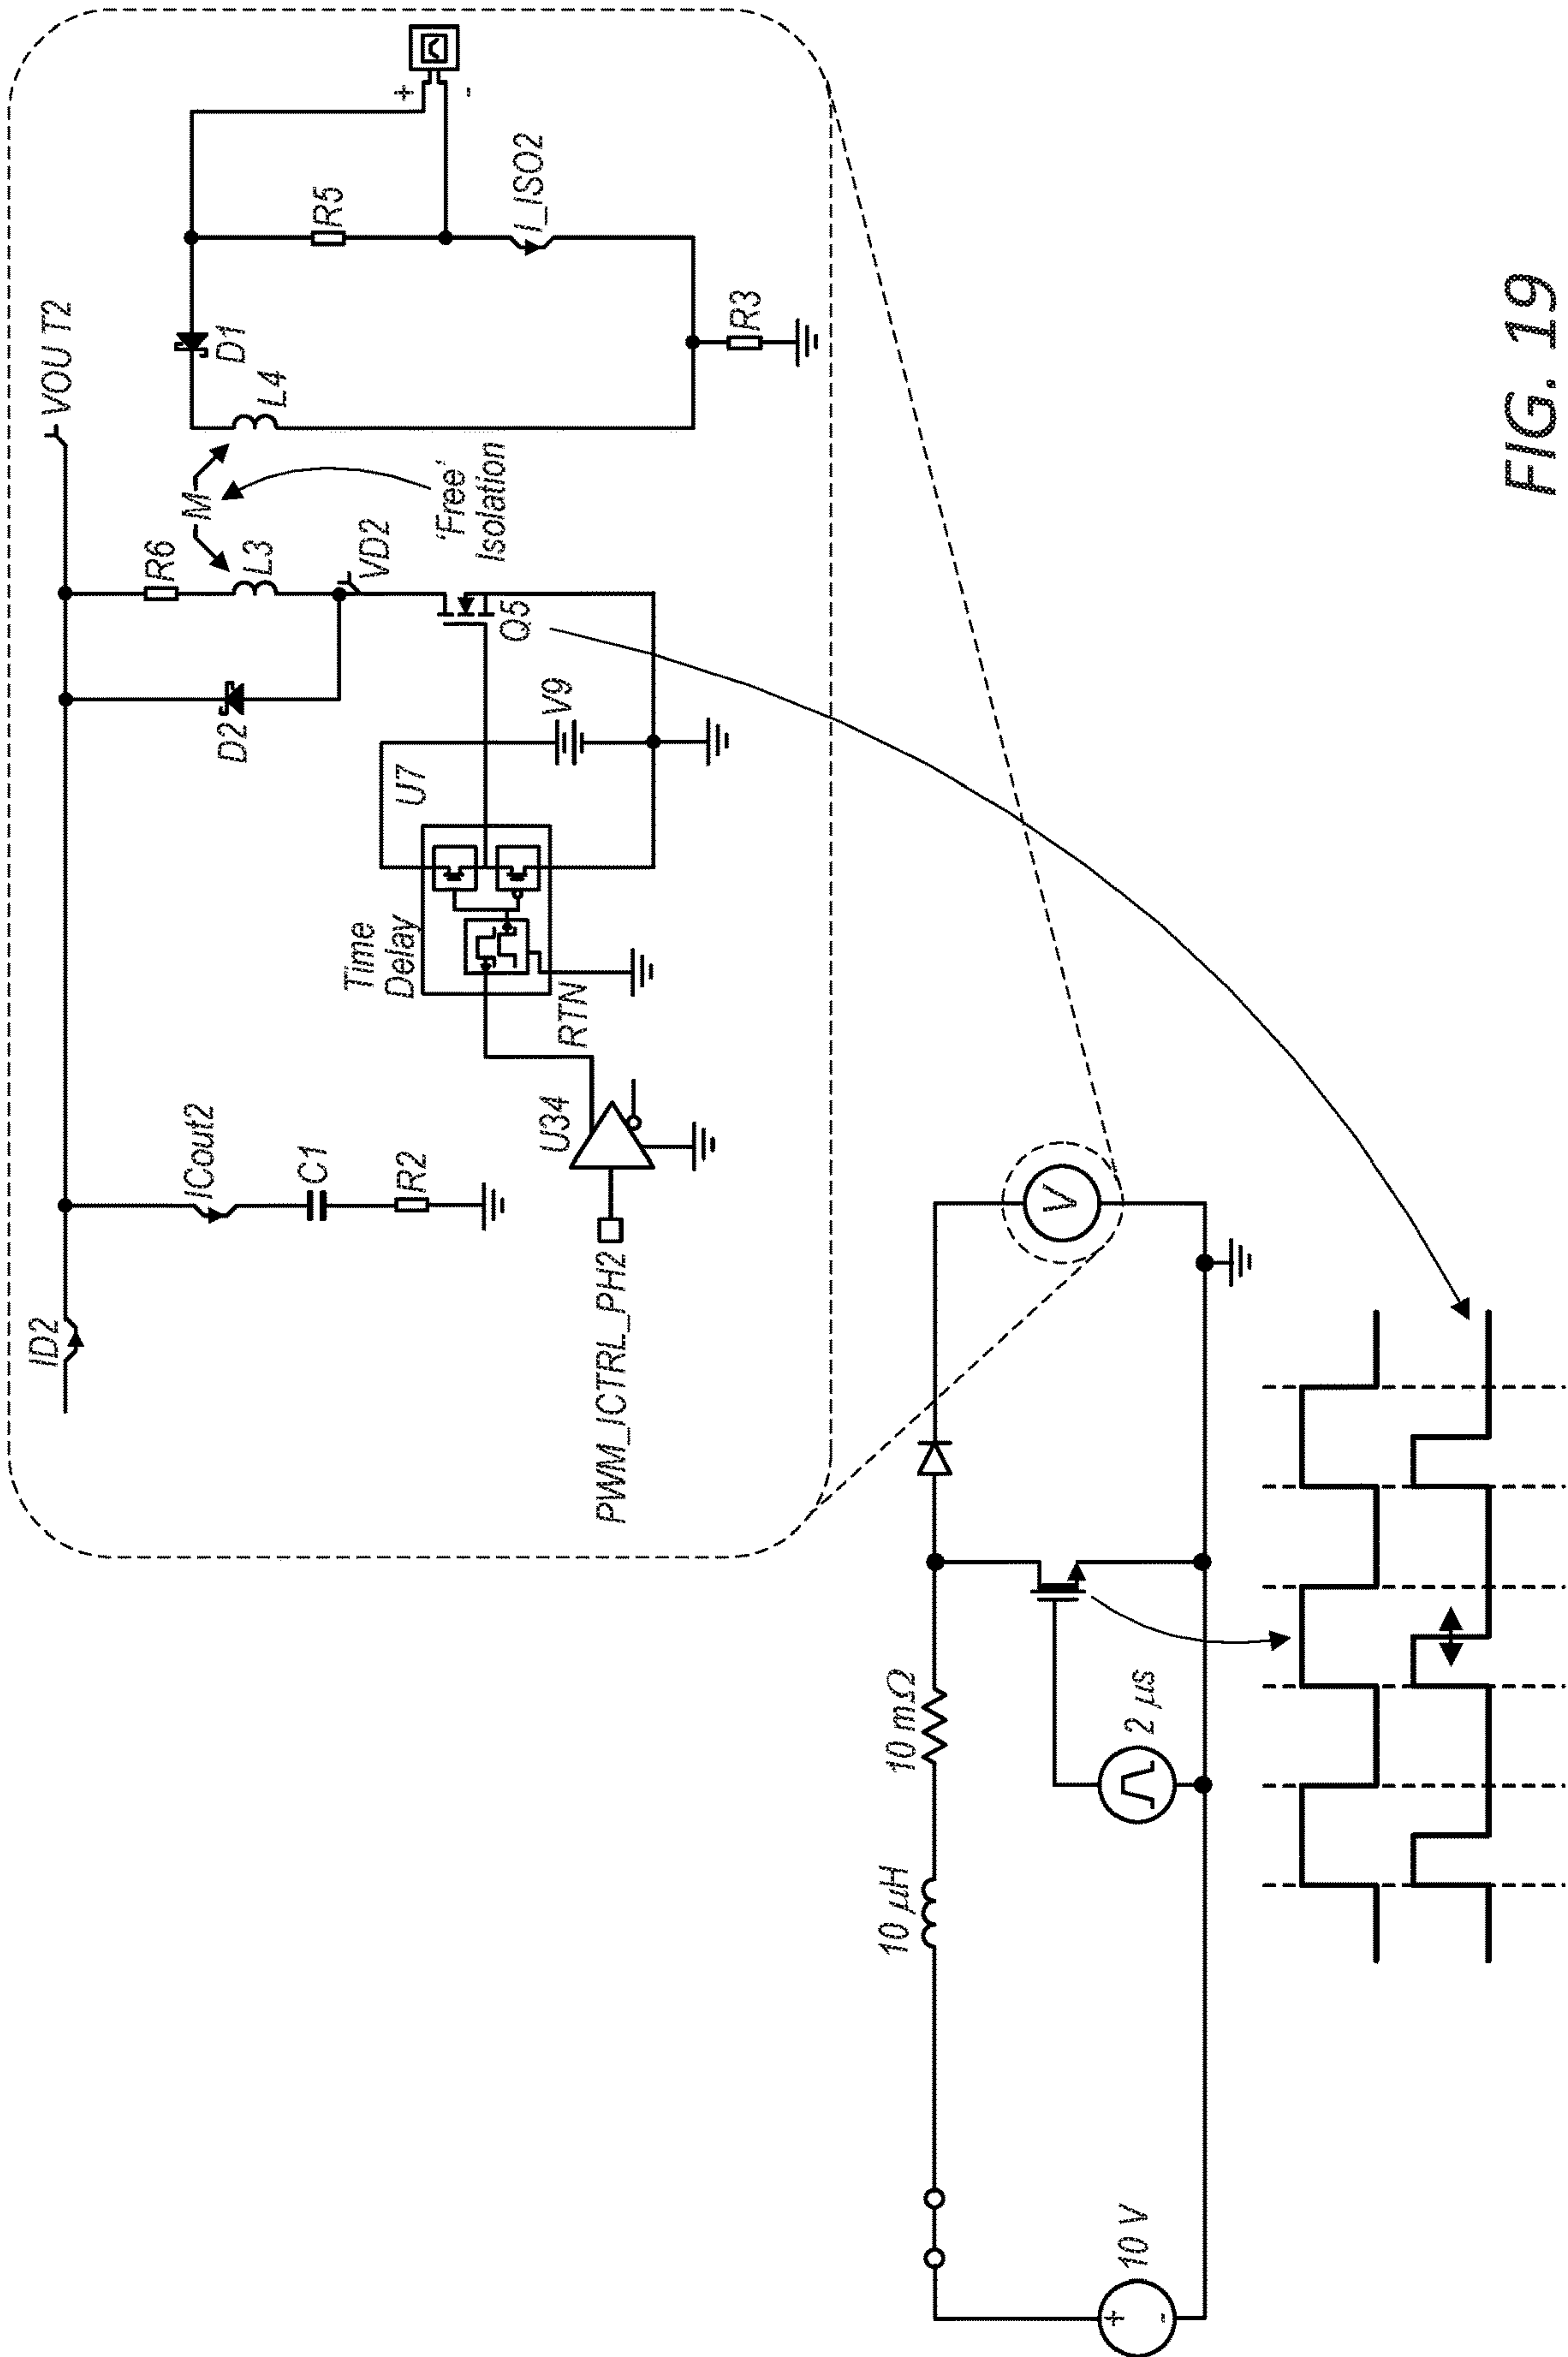 ID2
VOU T2
ICout2
C1
R2
PWM_ICTRL_PH2
U34
RTN
Time
Delay
U7
V9
D2
R6
L3
VD2
Q5
M
'Free'
Isolation
L4
D1
R5
I_ISO2
R3
+
-
10 V
+
-
10 µH
10 mΩ
2 µs
V
FIG. 19